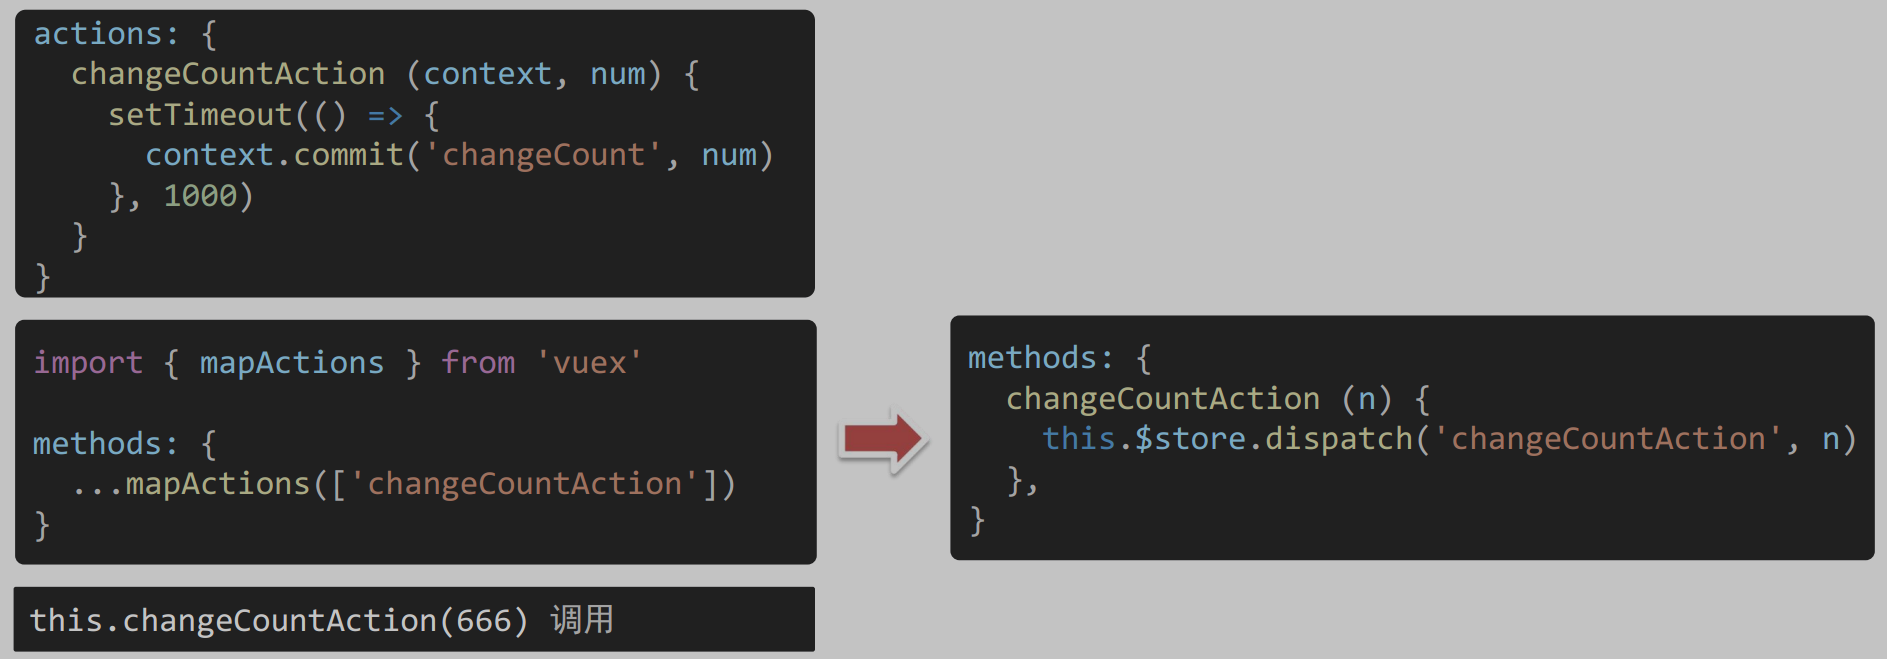 actions: {
  changeCountAction (context, num) {
    setTimeout(() => {
      context.commit('changeCount', num)
    }, 1000)
  }
}
import { mapActions } from 'vuex'
methods: {
  ...mapActions(['changeCountAction'])
}
this.changeCountAction(666) 调用
methods: {
  changeCountAction (n) {
    this.$store.dispatch('changeCountAction', n)
  },
}